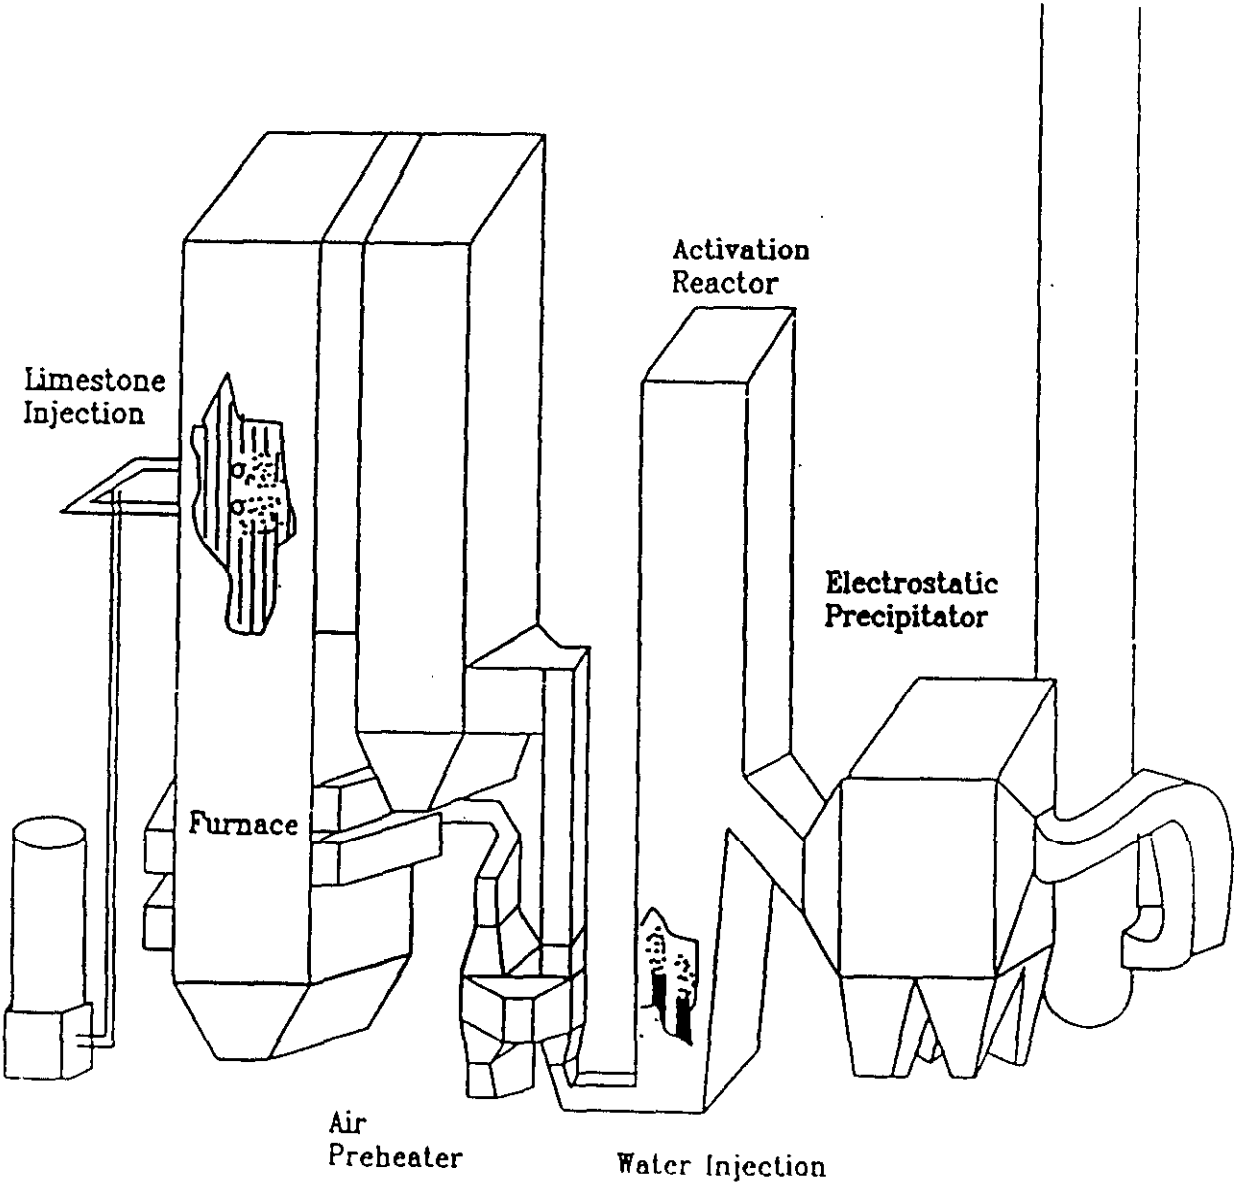 Activation
Reactor
Limestone
Injection
Electrostatic
Precipitator
Furnace
Air
Preheater
Water Injection